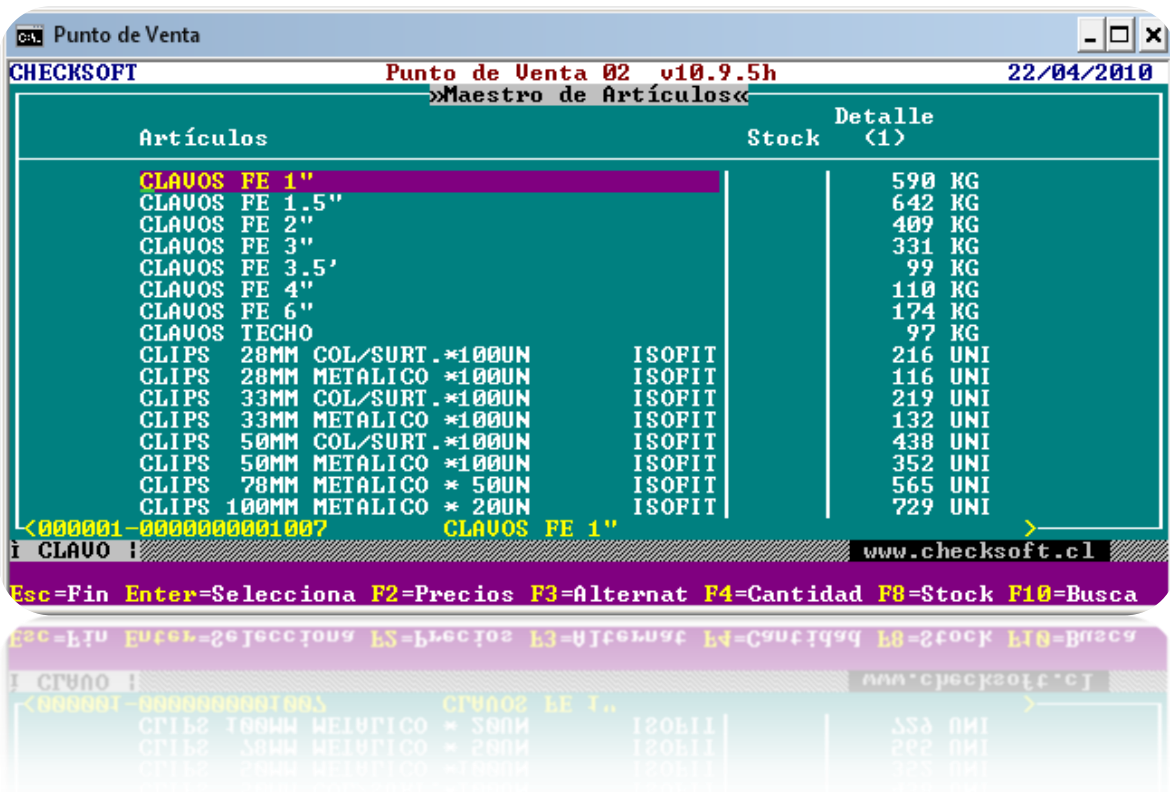 Punto de Venta
CHECKSOFT Punto de Venta 02 v10.9.5h 22/04/2010
»Maestro de Artículos«
Detalle
Artículos Stock (1)
CLAVOS FE 1" 590 KG
CLAVOS FE 1.5" 642 KG
CLAVOS FE 2" 409 KG
CLAVOS FE 3" 331 KG
CLAVOS FE 3.5' 99 KG
CLAVOS FE 4" 110 KG
CLAVOS FE 6" 174 KG
CLAVOS TECHO 97 KG
CLIPS 28MM COL/SURT.*100UN ISOFIT 216 UNI
CLIPS 28MM METALICO *100UN ISOFIT 116 UNI
CLIPS 33MM COL/SURT.*100UN ISOFIT 219 UNI
CLIPS 33MM METALICO *100UN ISOFIT 132 UNI
CLIPS 50MM COL/SURT.*100UN ISOFIT 438 UNI
CLIPS 50MM METALICO *100UN ISOFIT 352 UNI
CLIPS 78MM METALICO * 50UN ISOFIT 565 UNI
CLIPS 100MM METALICO * 20UN ISOFIT 729 UNI
<000001-0000000001007 CLAVOS FE 1" >
ì CLAVO ¦ www.checksoft.cl
Esc=Fin Enter=Selecciona F2=Precios F3=Alternat F4=Cantidad F8=Stock F10=Busca